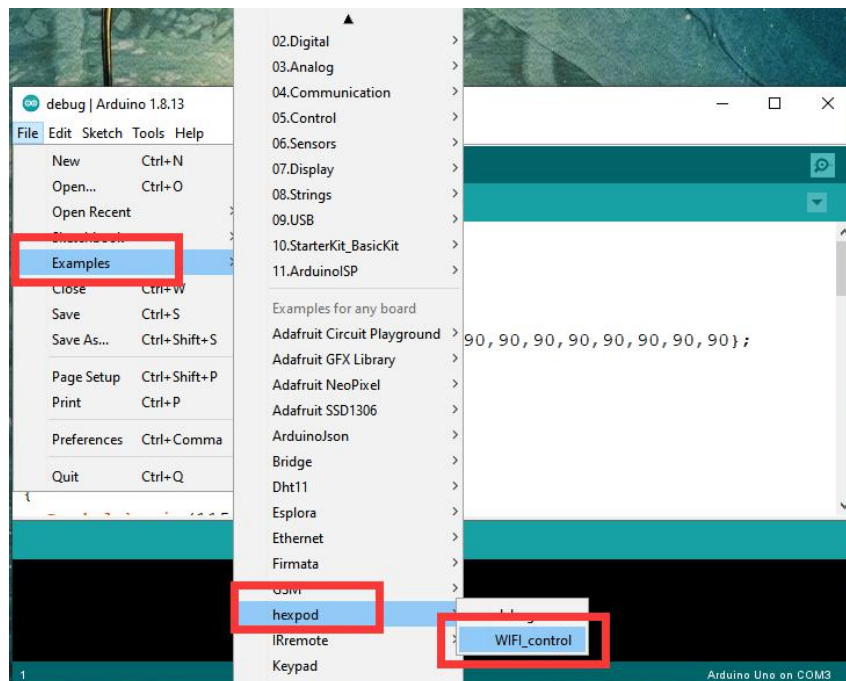 debug | Arduino 1.8.13
File Edit Sketch Tools Help
New Ctrl+N
Open... Ctrl+O
Open Recent
Sketchbook
Examples
Close Ctrl+W
Save Ctrl+S
Save As... Ctrl+Shift+S
Page Setup Ctrl+Shift+P
Print Ctrl+P
Preferences Ctrl+Comma
Quit Ctrl+Q
{
02.Digital
03.Analog
04.Communication
05.Control
06.Sensors
07.Display
08.Strings
09.USB
10.StarterKit_BasicKit
11.ArduinoISP
Examples for any board
Adafruit Circuit Playground
Adafruit GFX Library
Adafruit NeoPixel
Adafruit SSD1306
ArduinoJson
Bridge
Dht11
Esplora
Ethernet
Firmata
GSM
hexpod
IRremote
Keypad
WIFI_control
90,90,90,90,90,90,90,90};
1
Arduino Uno on COM3